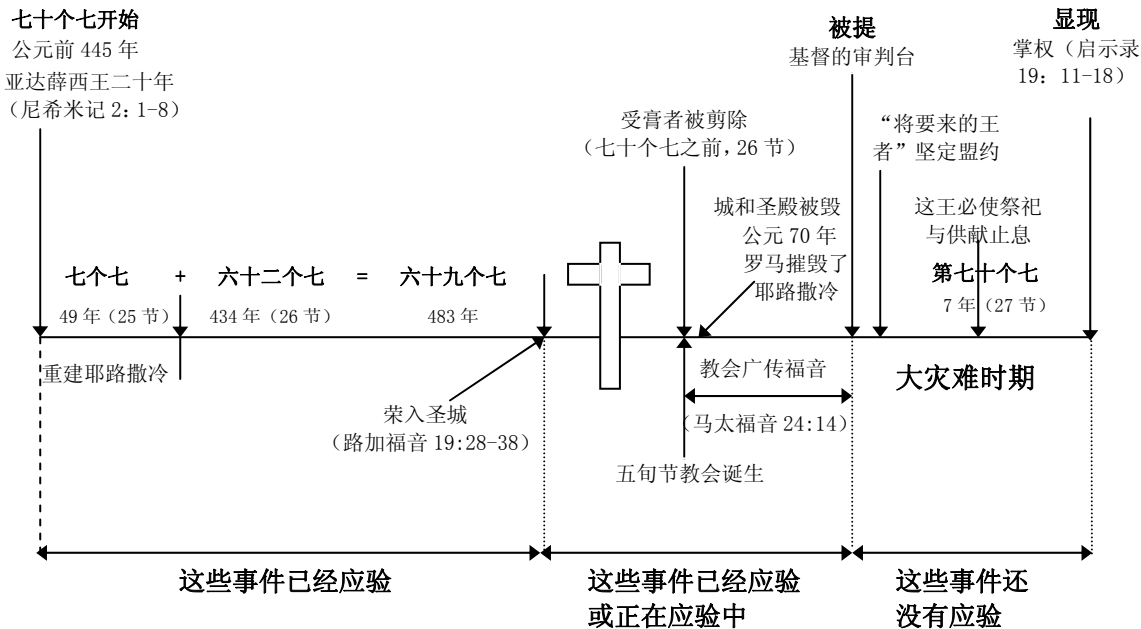 七十个七开始
公元前 445 年
亚达薛西王二十年
（尼希米记 2：1-8）
被提
基督的审判台
显现
掌权（启示录
19：11-18）
受膏者被剪除
（七十个七之前，26 节）
“将要来的王
者”坚定盟约
城和圣殿被毁
公元 70 年
罗马摧毁了
耶路撒冷
这王必使祭祀
与供献止息
七个七 + 六十二个七 = 六十九个七
第七十个七
49 年（25 节） 434 年（26 节） 483 年
7 年（27 节）
重建耶路撒冷
教会广传福音
大灾难时期
荣入圣城
（路加福音 19:28-38）
（马太福音 24:14）
五旬节教会诞生
这些事件已经应验
这些事件已经应验
或正在应验中
这些事件还
没有应验